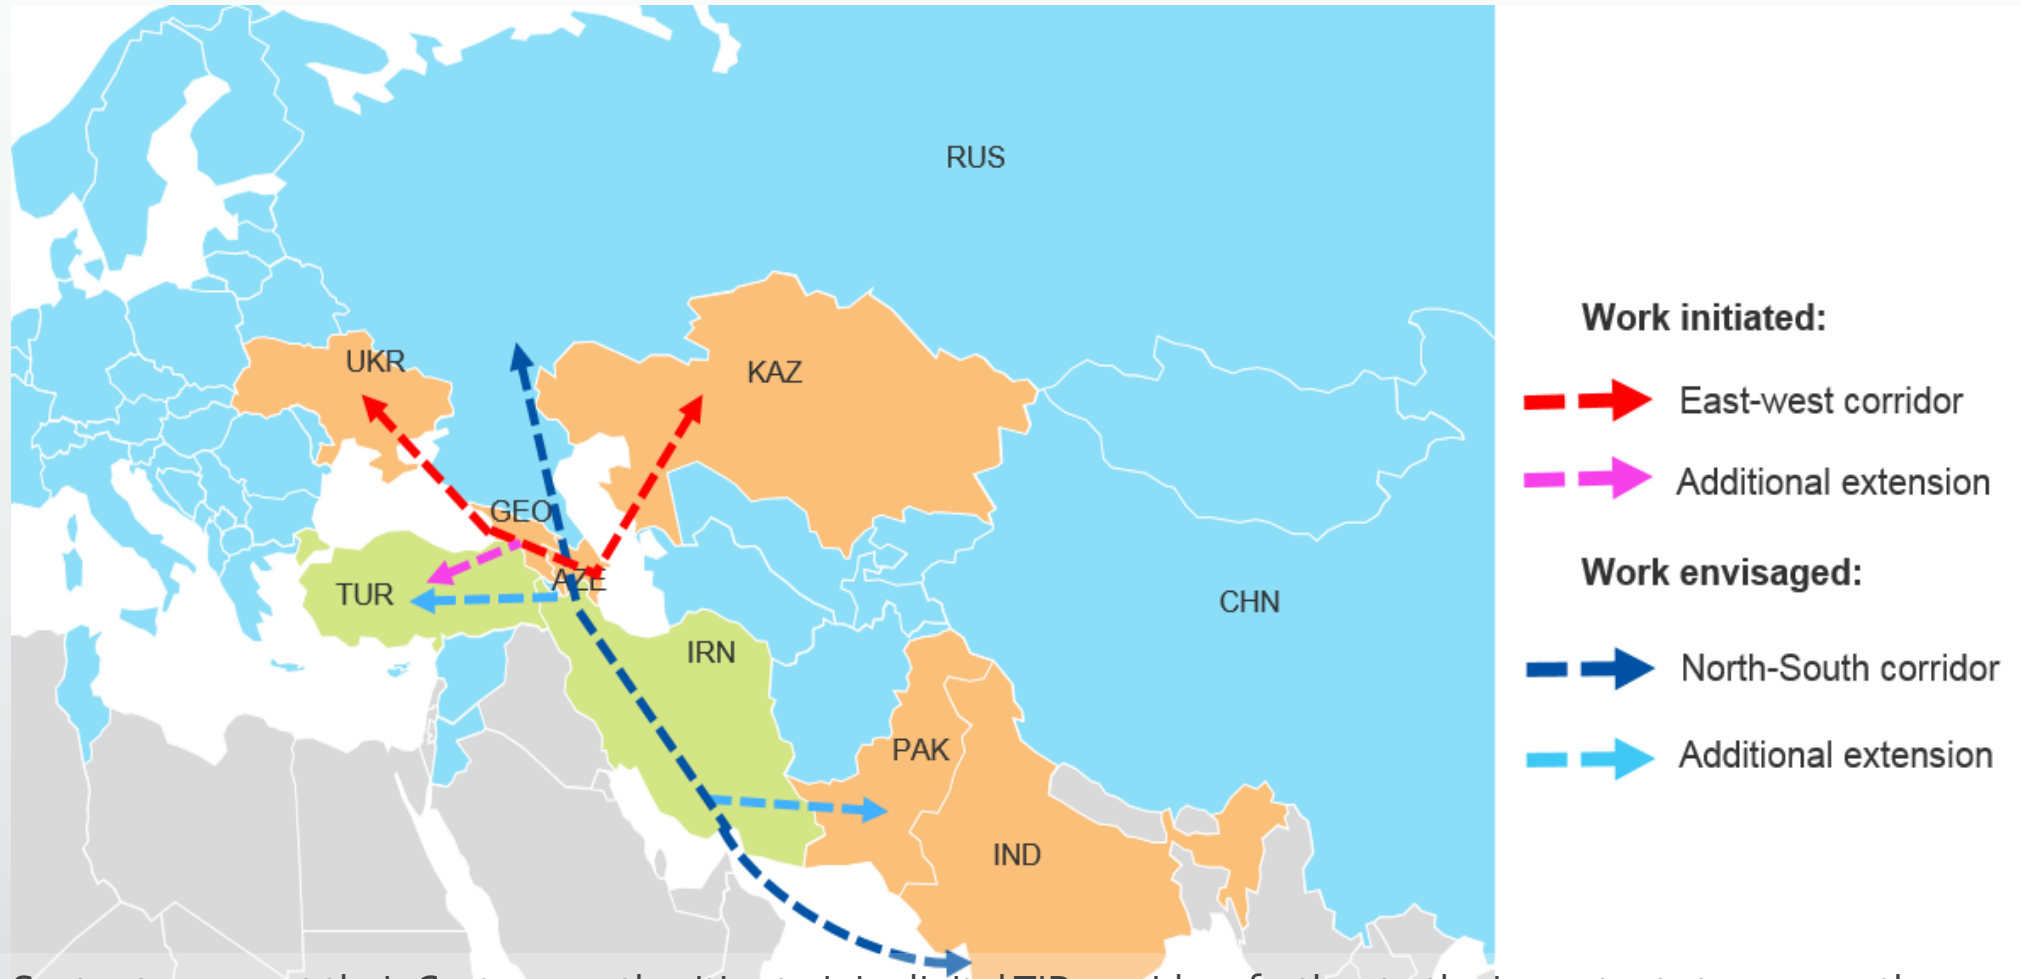 RUS
UKR
KAZ
GEO
AZE
TUR
IRN
CHN
PAK
IND
Work initiated:
East-west corridor
Additional extension
Work envisaged:
North-South corridor
Additional extension